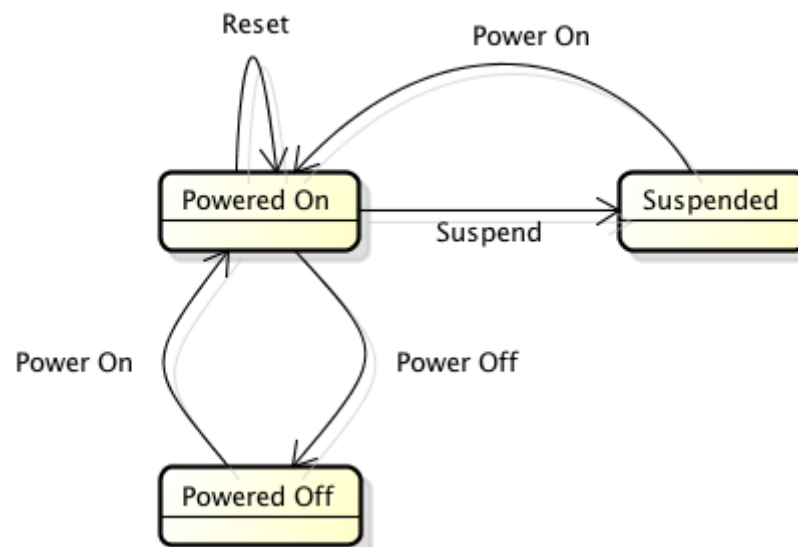 Reset
Power On
Powered On
Suspended
Suspend
Power On
Power Off
Powered Off